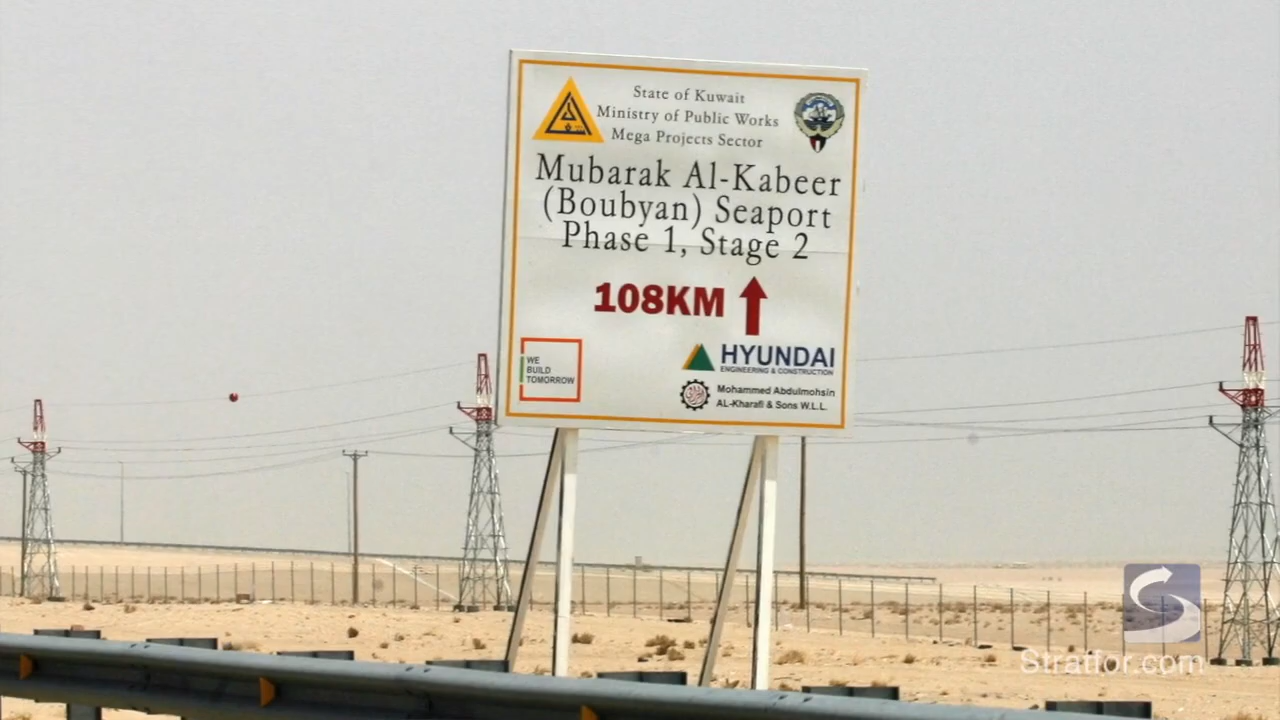 State of Kuwait
Ministry of Public Works
Mega Projects Sector
Mubarak Al-Kabeer
(Boubyan) Seaport
Phase 1, Stage 2
108KM
WE
BUILD
TOMORROW
HYUNDAI
ENGINEERING & CONSTRUCTION
Mohammed Abdulmohsin
AL-Kharafi & Sons W.L.L.
Stratfor.com